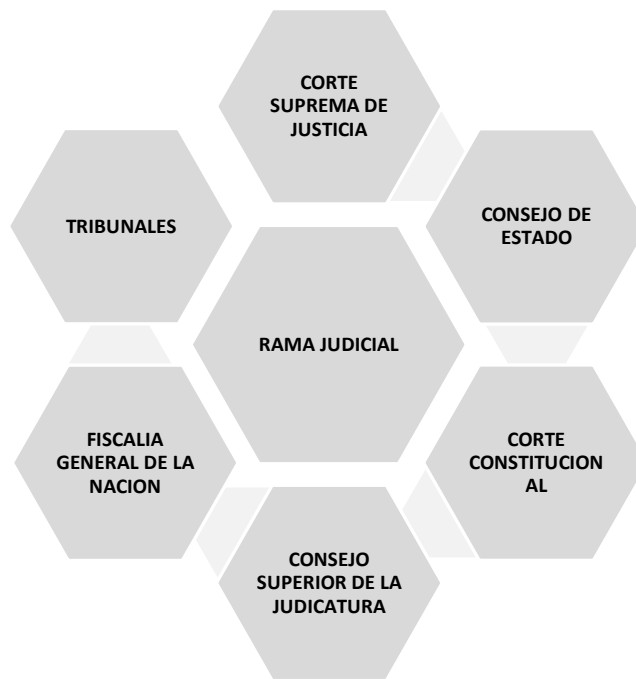 CORTE
SUPREMA DE
JUSTICIA
CONSEJO DE
ESTADO
TRIBUNALES
RAMA JUDICIAL
FISCALIA
GENERAL DE LA
NACION
CORTE
CONSTITUCION
AL
CONSEJO
SUPERIOR DE LA
JUDICATURA